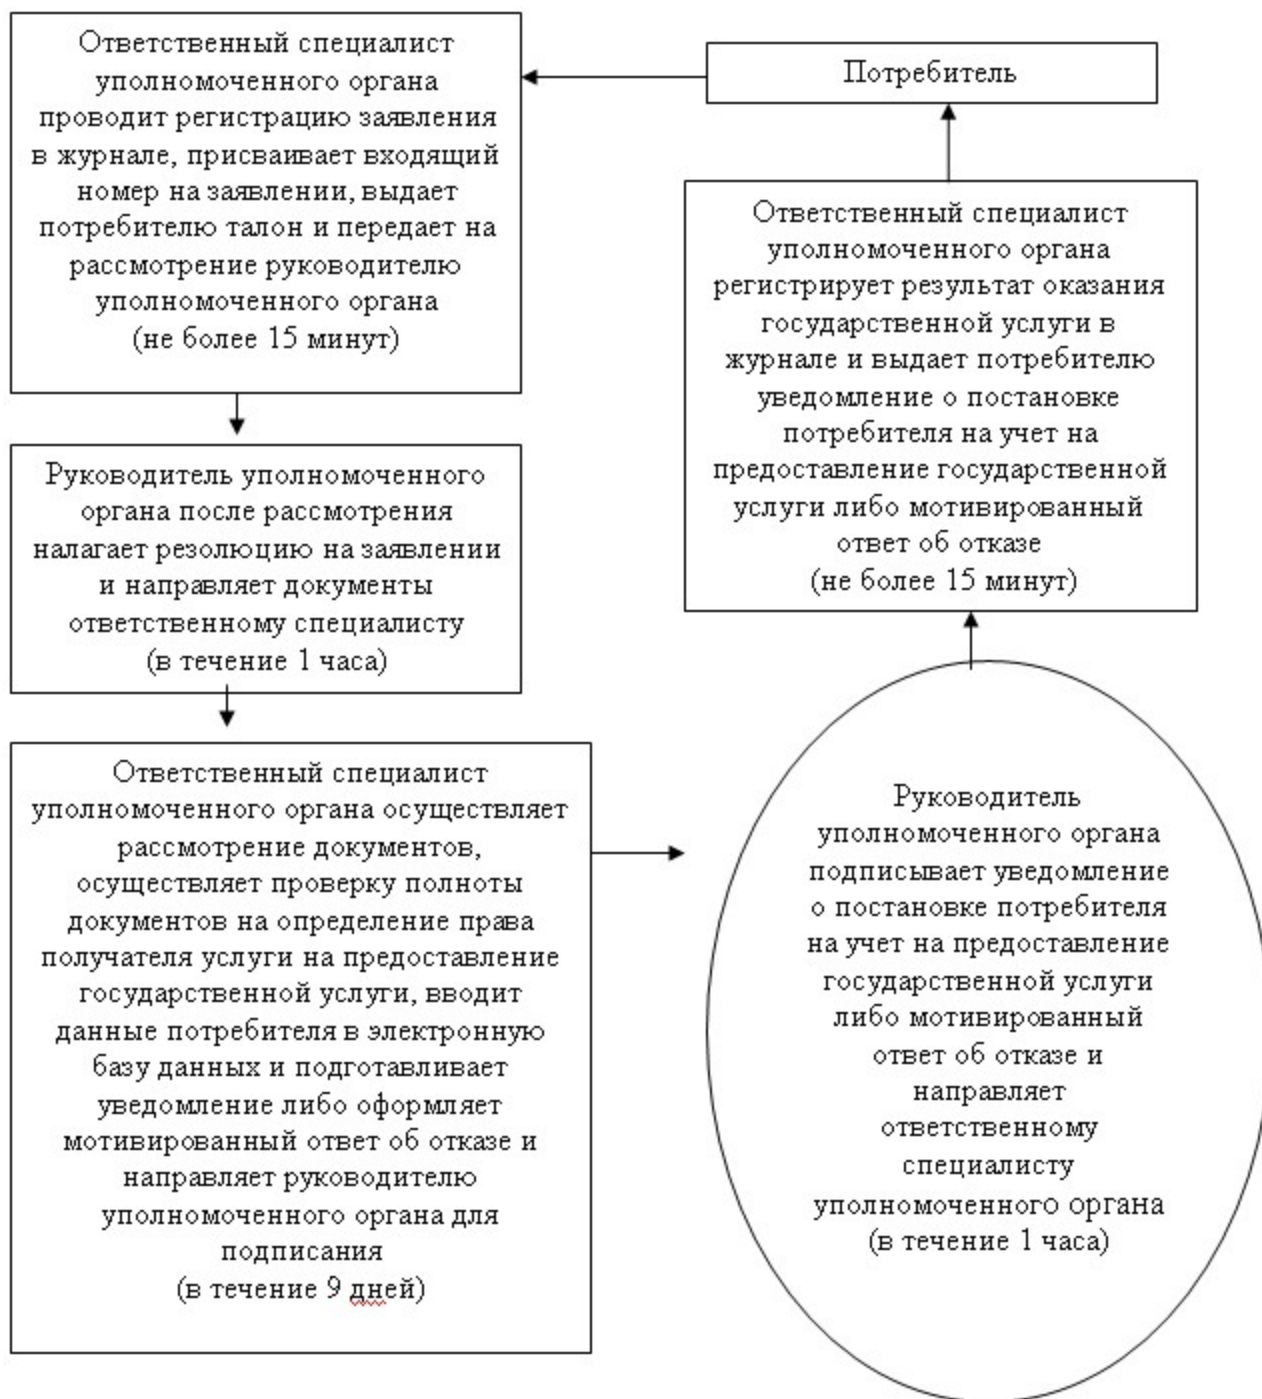 Потребитель
Ответственный специалист
уполномоченного органа
проводит регистрацию заявления
в журнале, присваивает входящий
номер на заявлении, выдает
потребителю талон и передает на
рассмотрение руководителю
уполномоченного органа
(не более 15 минут)
Руководитель уполномоченного
органа после рассмотрения
налагает резолюцию на заявлении
и направляет документы
ответственному специалисту
(в течение 1 часа)
Ответственный специалист
уполномоченного органа осуществляет
рассмотрение документов,
осуществляет проверку полноты
документов на определение права
получателя услуги на предоставление
государственной услуги, вводит
данные потребителя в электронную
базу данных и подготавливает
уведомление либо оформляет
мотивированный ответ об отказе и
направляет руководителю
уполномоченного органа для
подписания
(в течение 9 дней)
Руководитель
уполномоченного органа
подписывает уведомление
о постановке потребителя
на учет на предоставление
государственной услуги
либо мотивированный
ответ об отказе и
направляет
ответственному
специалисту
уполномоченного органа
(в течение 1 часа)
Ответственный специалист
уполномоченного органа
регистрирует результат оказания
государственной услуги в
журнале и выдает потребителю
уведомление о постановке
потребителя на учет на
предоставление государственной
услуги либо мотивированный
ответ об отказе
(не более 15 минут)